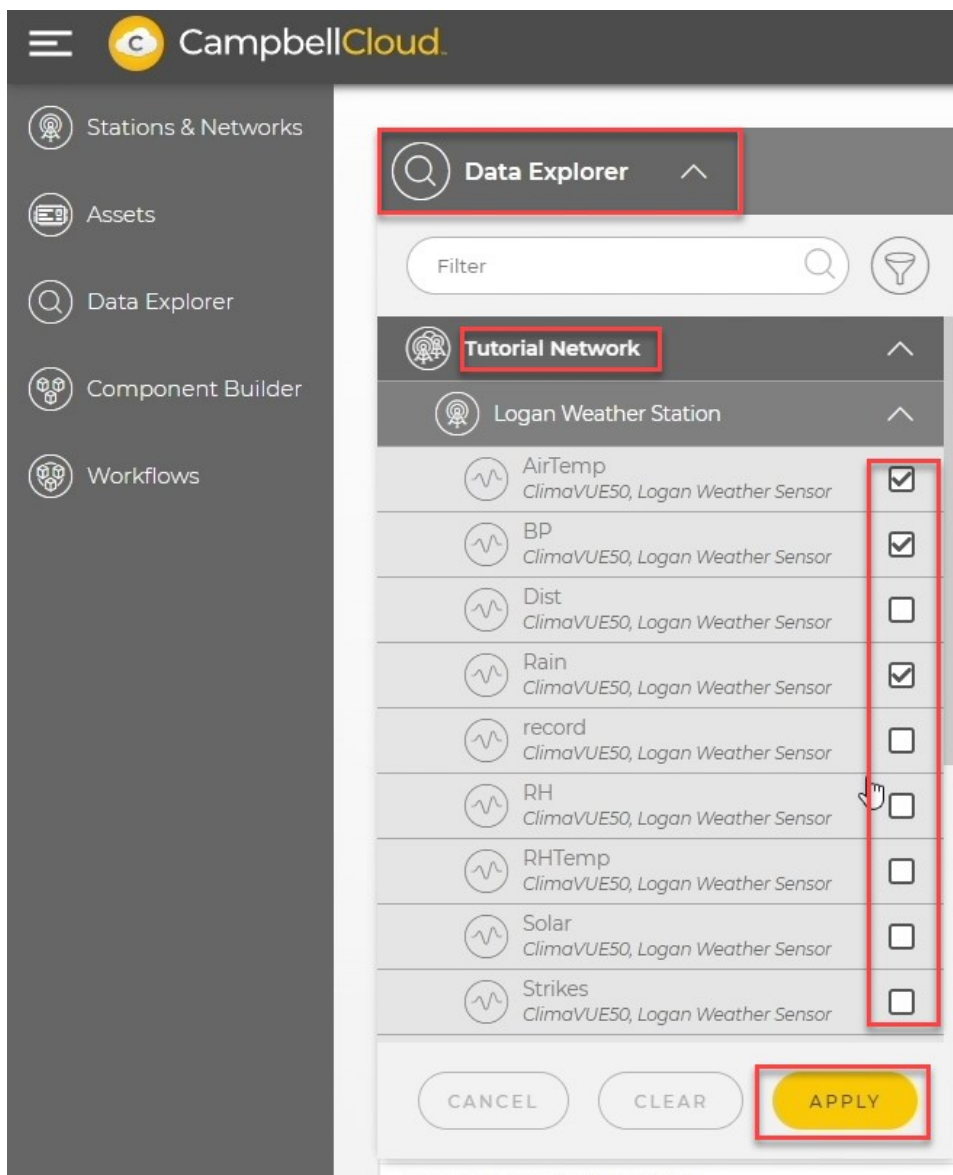 CampbellCloud
Stations & Networks
Assets
Data Explorer
Component Builder
Workflows
Data Explorer
Filter
Tutorial Network
Logan Weather Station
AirTemp
ClimaVUE50, Logan Weather Sensor
BP
ClimaVUE50, Logan Weather Sensor
Dist
ClimaVUE50, Logan Weather Sensor
Rain
ClimaVUE50, Logan Weather Sensor
record
ClimaVUE50, Logan Weather Sensor
RH
ClimaVUE50, Logan Weather Sensor
RHTemp
ClimaVUE50, Logan Weather Sensor
Solar
ClimaVUE50, Logan Weather Sensor
Strikes
ClimaVUE50, Logan Weather Sensor
CANCEL CLEAR APPLY